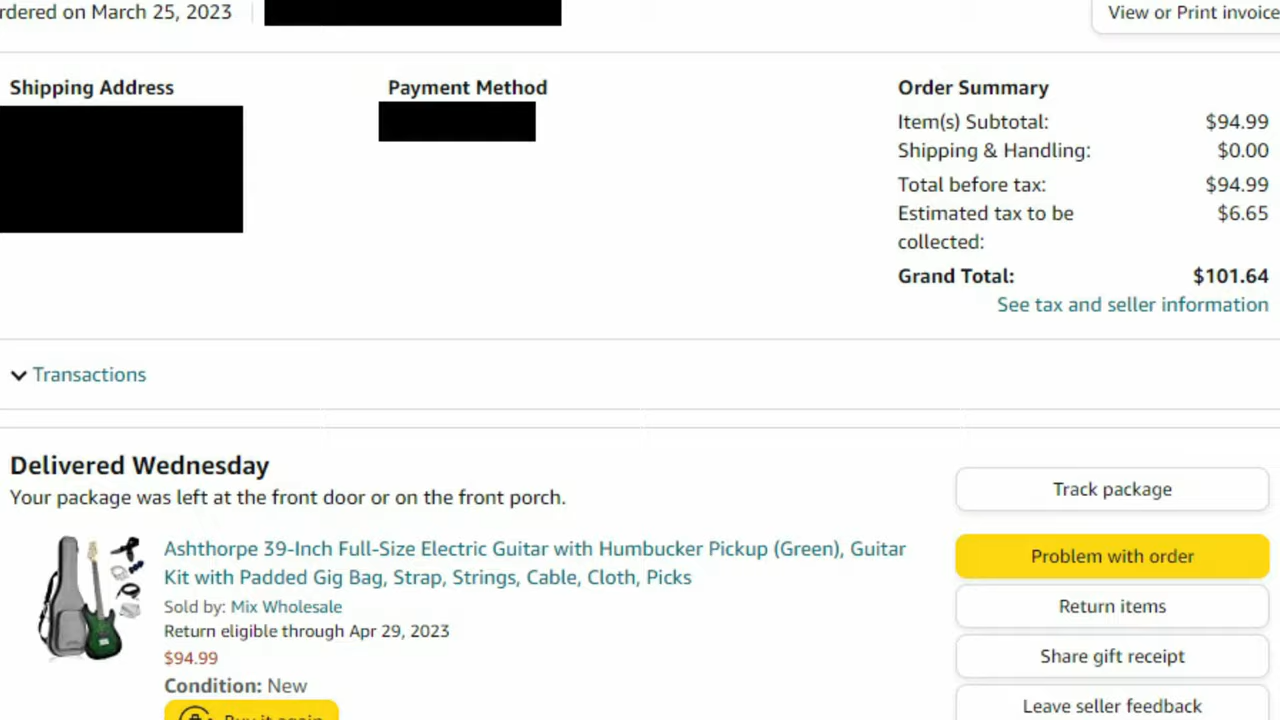 rdered on March 25, 2023
View or Print invoice
Shipping Address
Payment Method
Order Summary
Item(s) Subtotal: $94.99
Shipping & Handling: $0.00
Total before tax: $94.99
Estimated tax to be $6.65
collected:
Grand Total: $101.64
See tax and seller information
Transactions
Delivered Wednesday
Your package was left at the front door or on the front porch.
Track package
Ashthorpe 39-Inch Full-Size Electric Guitar with Humbucker Pickup (Green), Guitar
Kit with Padded Gig Bag, Strap, Strings, Cable, Cloth, Picks
Problem with order
Sold by: Mix Wholesale
Return items
Return eligible through Apr 29, 2023
$94.99
Share gift receipt
Condition: New
Leave seller feedback
Buy it again